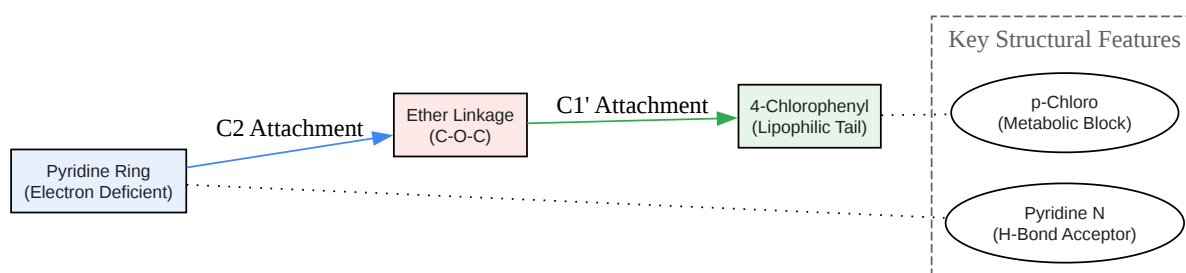 Key Structural Features
C2 Attachment
C1' Attachment
Pyridine Ring
(Electron Deficient)
Ether Linkage
(C-O-C)
4-Chlorophenyl
(Lipophilic Tail)
p-Chloro
(Metabolic Block)
Pyridine N
(H-Bond Acceptor)